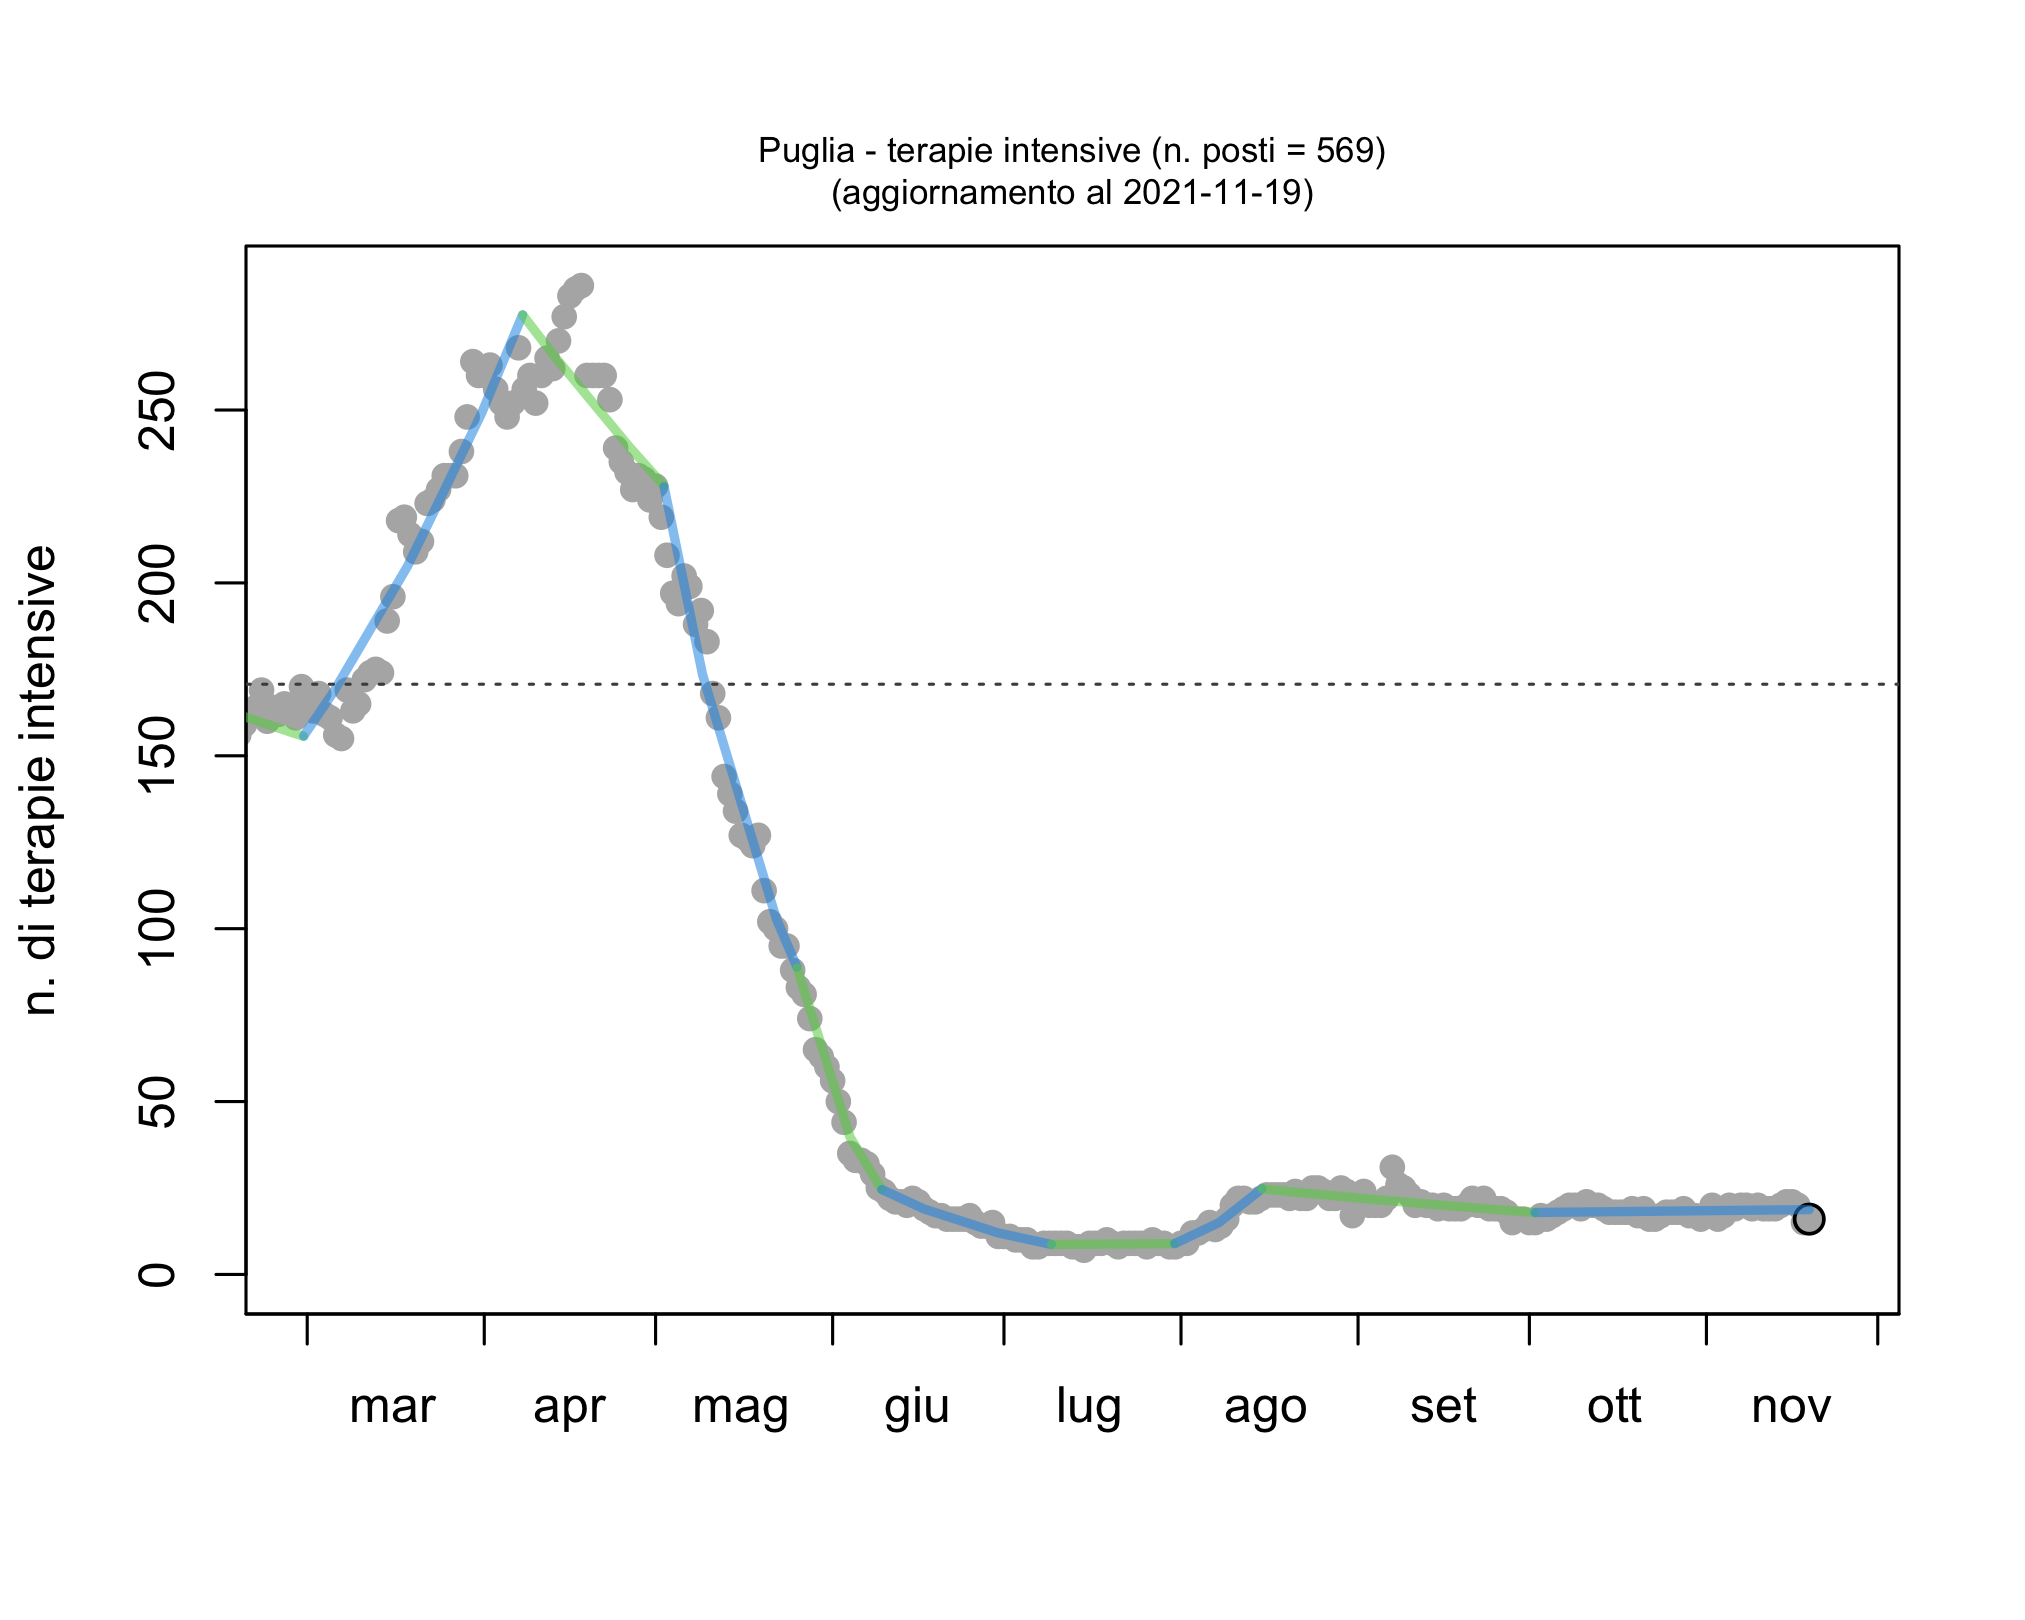 Puglia - terapie intensive (n. posti = 569)
(aggiornamento al 2021-11-19)
n. di terapie intensive
250
200
150
100
50
0
mar apr mag giu lug ago set ott nov